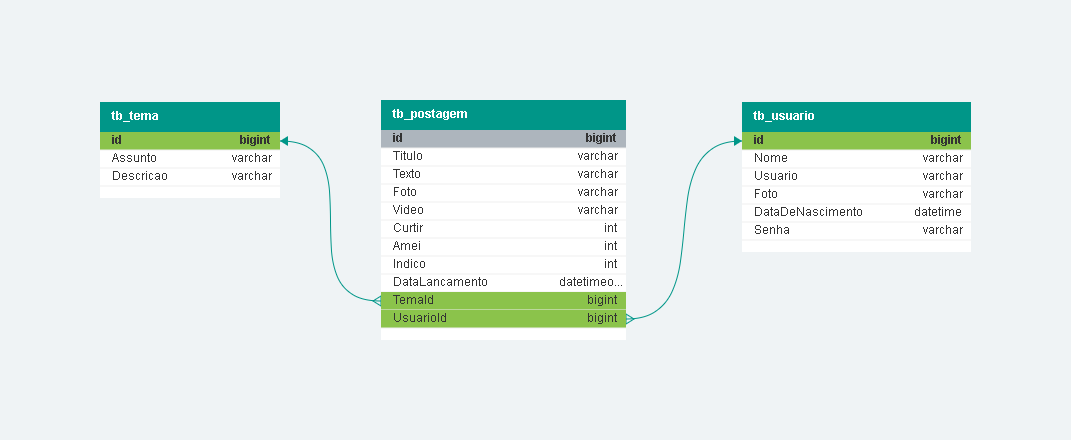 tb_tema
id bigint
Assunto varchar
Descricao varchar
tb_postagem
id bigint
Titulo varchar
Texto varchar
Foto varchar
Video varchar
Curtir int
Amei int
Indico int
DataLancamento datetimeo...
TemaId bigint
UsuarioId bigint
tb_usuario
id bigint
Nome varchar
Usuario varchar
Foto varchar
DataDeNascimento datetime
Senha varchar